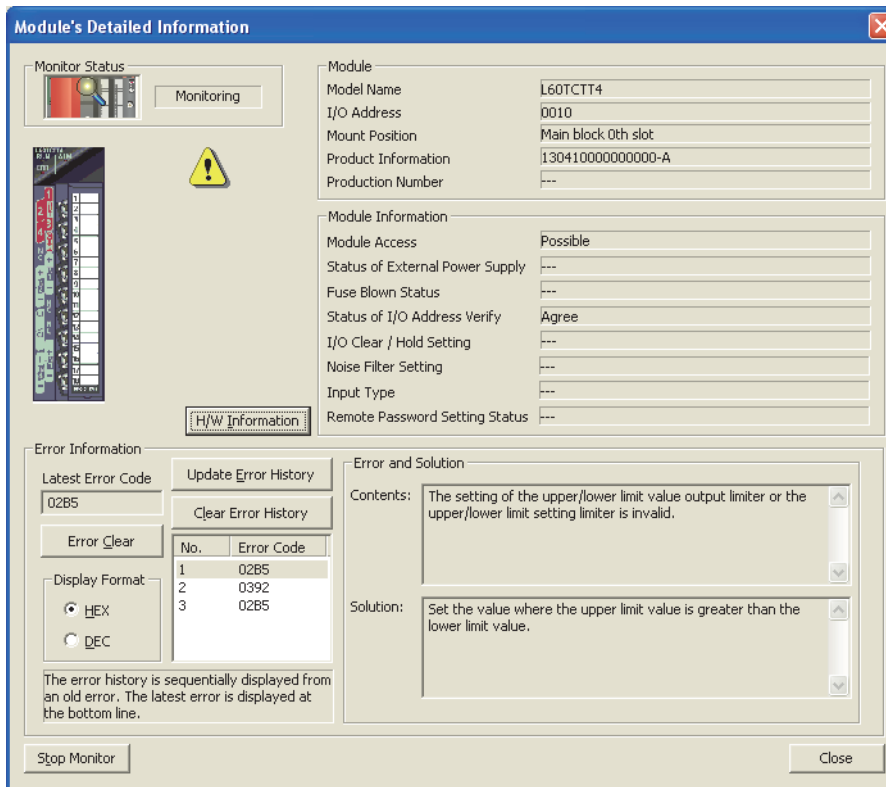 Module's Detailed Information
Monitor Status
Monitoring
Module
Model Name L60TCTT4
I/O Address 0010
Mount Position Main block 0th slot
Product Information 130410000000000-A
Production Number ---
Module Information
Module Access Possible
Status of External Power Supply ---
Fuse Blown Status ---
Status of I/O Address Verify Agree
I/O Clear / Hold Setting ---
Noise Filter Setting ---
Input Type ---
Remote Password Setting Status ---
H/W Information
Error Information
Latest Error Code
02B5
Error Clear
Display Format
HEX
DEC
Update Error History
Clear Error History
No. Error Code
1 02B5
2 0392
3 02B5
The error history is sequentially displayed from
an old error. The latest error is displayed at
the bottom line.
Error and Solution
Contents: The setting of the upper/lower limit value output limiter or the
upper/lower limit setting limiter is invalid.
Solution: Set the value where the upper limit value is greater than the
lower limit value.
Stop Monitor
Close